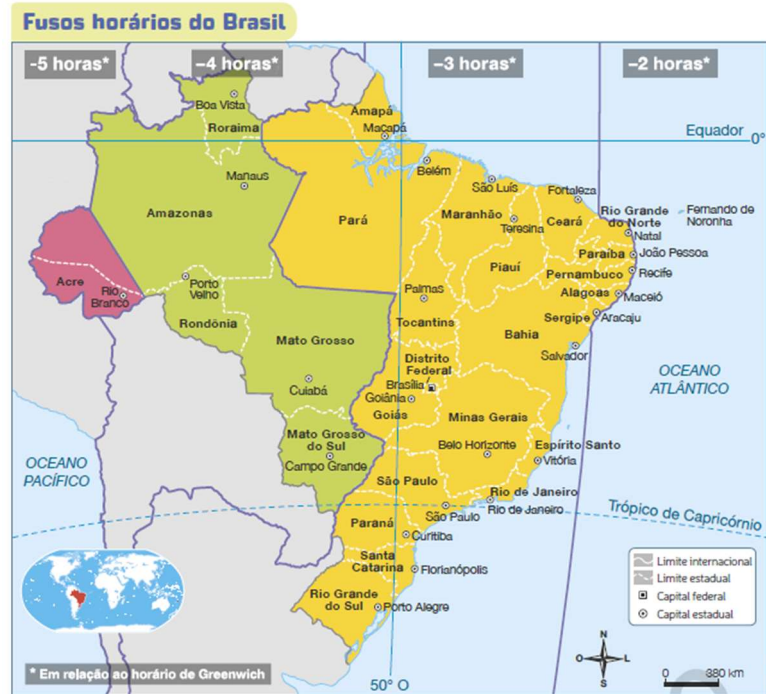 Fusos horários do Brasil
-5 horas*
-4 horas*
-3 horas*
-2 horas*
Boa Vista
Roraima
Amapá
Macapá
Equador
0°
Manaus
Amazonas
Belém
Pará
São Luís
Maranhão
Teresina
Fortaleza
Ceará
Rio Grande
do Norte
Natal
Fernando de
Noronha
Paraíba
João Pessoa
Piauí
Pernambuco
Recife
Acre
Rio
Branco
Porto
Velho
Rondônia
Palmas
Tocantins
Alagoas
Maceió
Sergipe
Aracaju
Bahia
Salvador
Mato Grosso
Cuiabá
Distrito
Federal
Brasília
Goiânia
Goiás
OCEANO
ATLÂNTICO
Minas Gerais
Belo Horizonte
Espírito Santo
Vitória
Mato Grosso
do Sul
Campo Grande
OCEANO
PACÍFICO
São Paulo
São Paulo
Rio de Janeiro
Rio de Janeiro
Trópico de Capricórnio
Paraná
Curitiba
Santa
Catarina
Florianópolis
Rio Grande
do Sul
Porto Alegre
Limite internacional
Limite estadual
Capital federal
Capital estadual
N
O
L
S
0
380 km
* Em relação ao horário de Greenwich
50° O